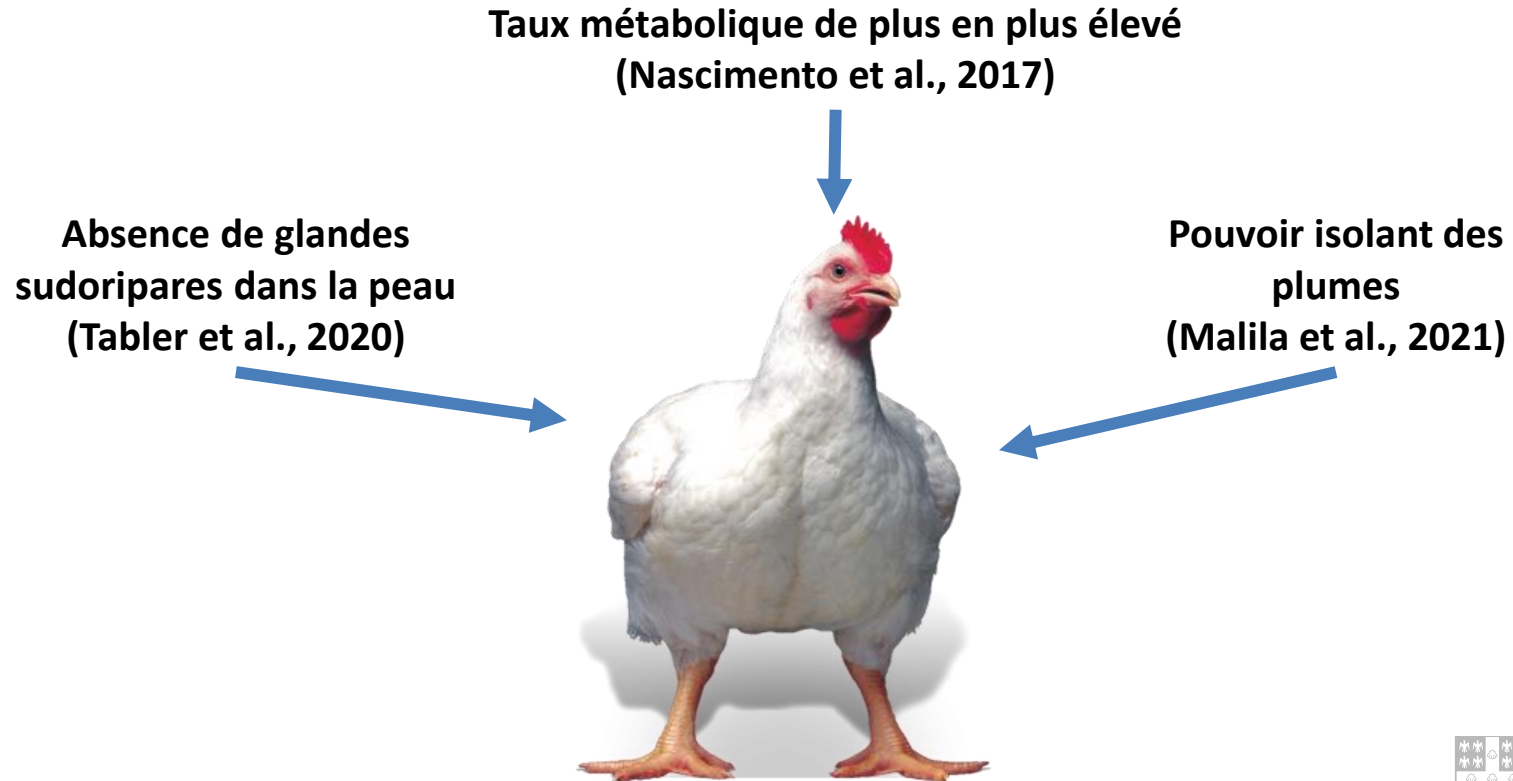 Taux métabolique de plus en plus élevé
(Nascimento et al., 2017)
Absence de glandes
sudoripares dans la peau
(Tabler et al., 2020)
Pouvoir isolant des
plumes
(Malila et al., 2021)